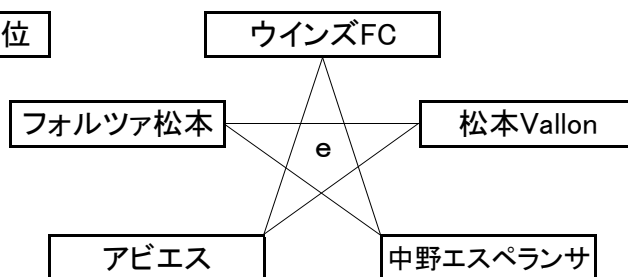 位
ウインズFC
フォルツァ松本
松本Vallon
e
アビエス
中野エスペランサ